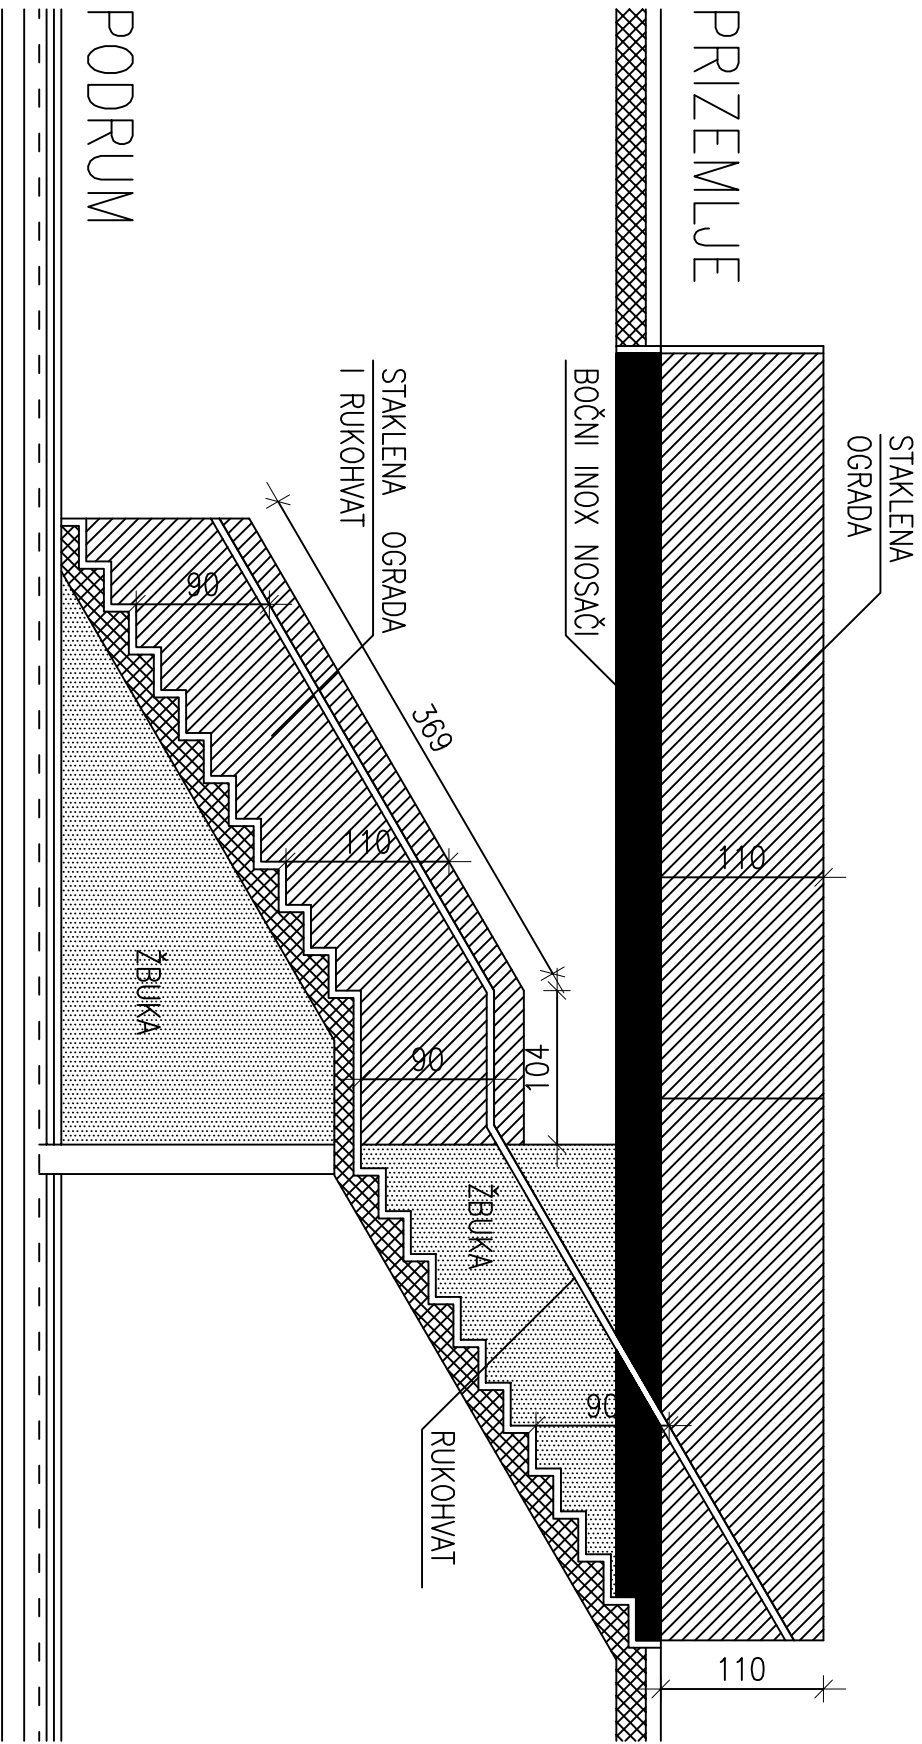 STAKLENA
OGRADA
PRIZEMLJE
110
110
BOČNI INOX NOSAČI
STAKLENA OGRADA
I RUKOHVAT
369
104
90
110
90
90
ŽBUKA
RUKOHVAT
ŽBUKA
PODRUM